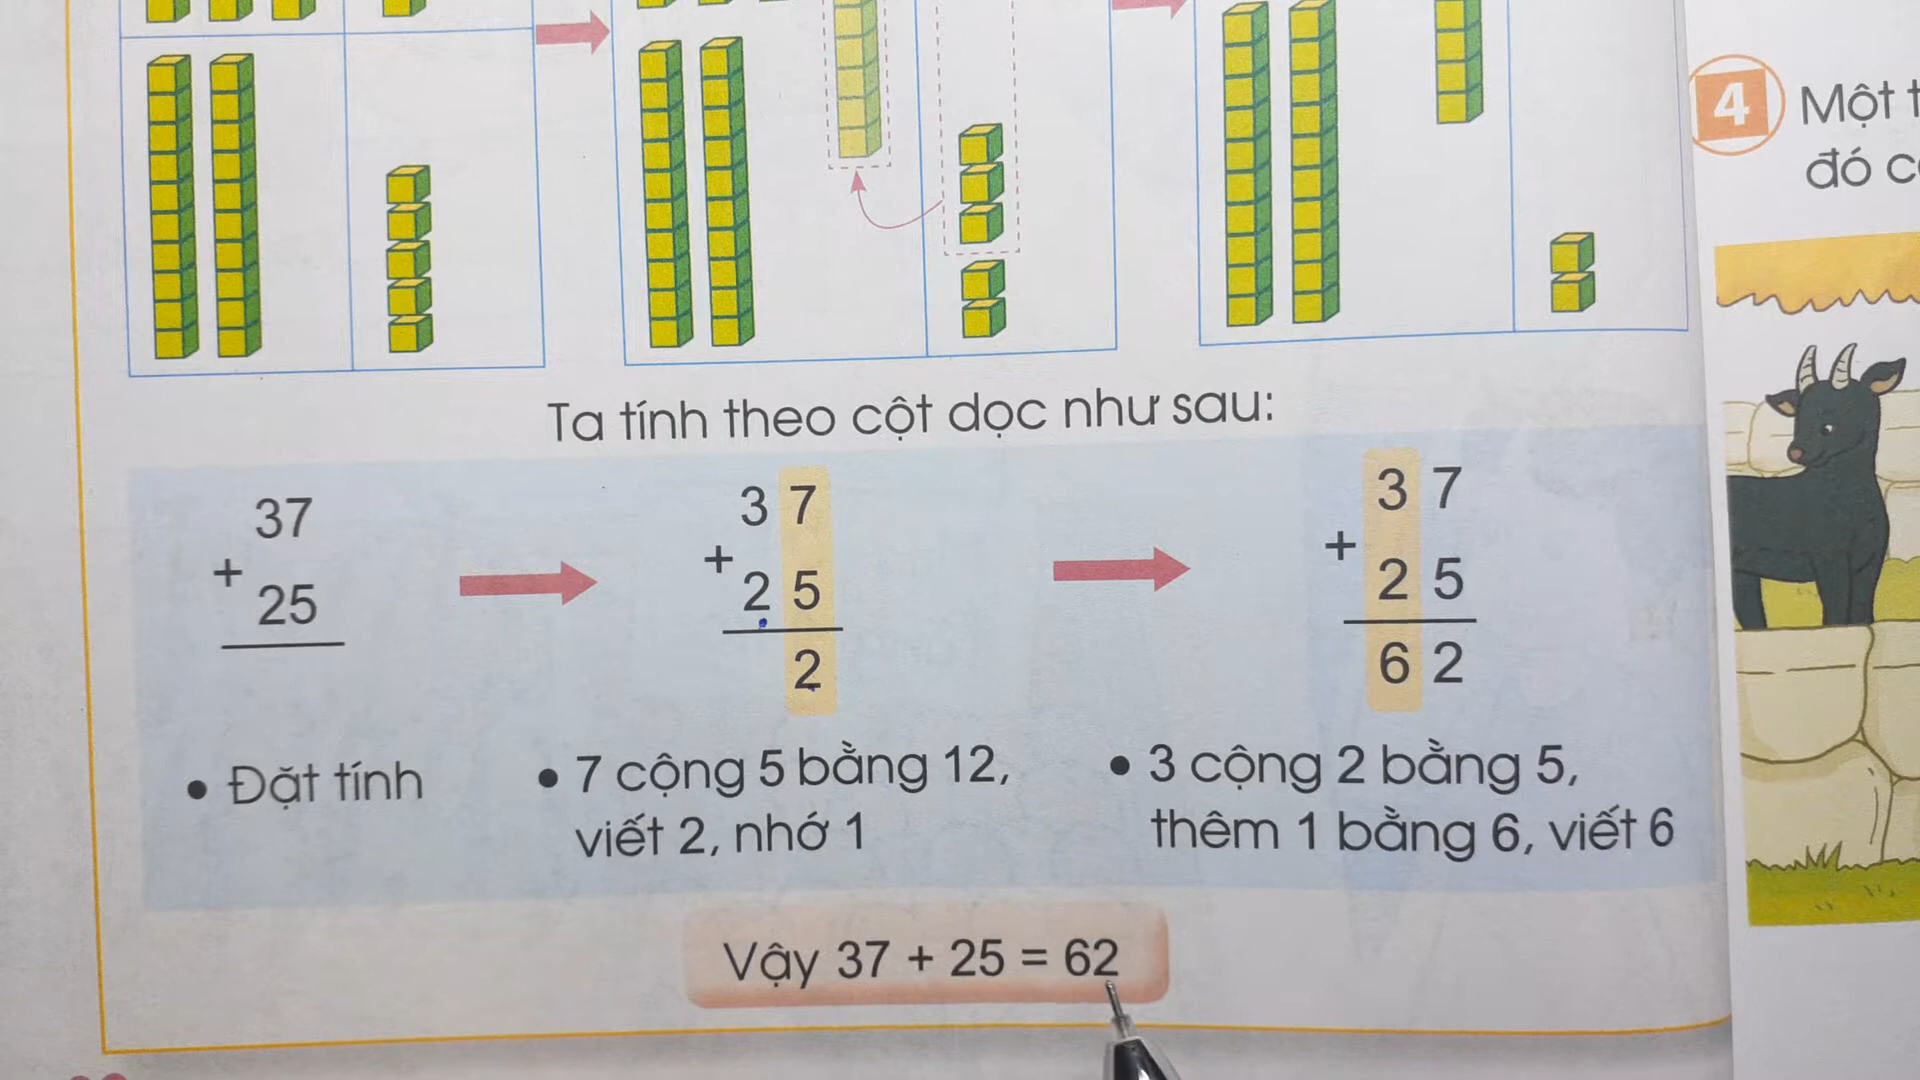 Ta tính theo cột dọc như sau:
37
+
25
3 7
+
2 5
2
3 7
+
2 5
6 2
• Đặt tính
• 7 cộng 5 bằng 12,
viết 2, nhớ 1
• 3 cộng 2 bằng 5,
thêm 1 bằng 6, viết 6
Vậy 37 + 25 = 62
4 Một
đó